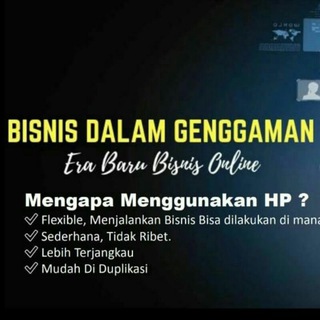 BISNIS DALAM GENGGAMAN
Era Baru Bisnis Online
Mengapa Menggunakan HP ?
Flexible, Menjalankan Bisnis Bisa dilakukan di mana
Sederhana, Tidak Ribet.
Lebih Terjangkau
Mudah Di Duplikasi